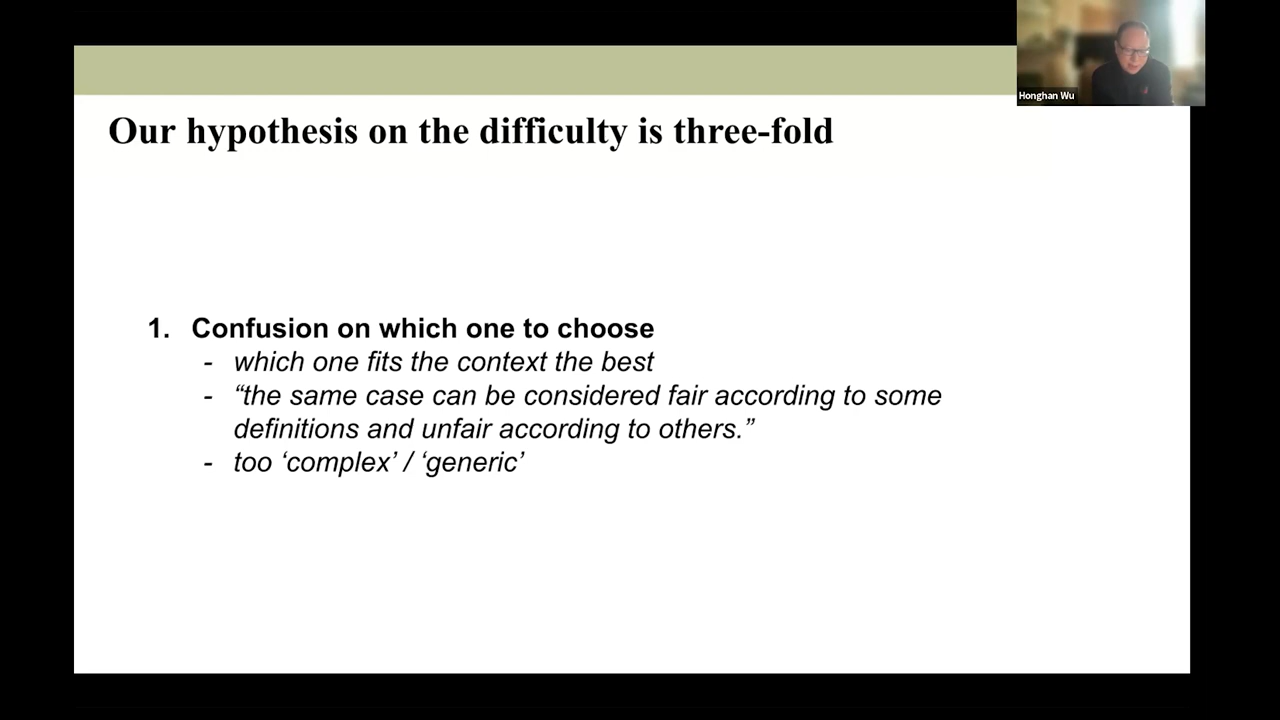 Honghan Wu
Our hypothesis on the difficulty is three-fold
1. Confusion on which one to choose
- which one fits the context the best
- “the same case can be considered fair according to some
definitions and unfair according to others.”
- too ‘complex’ / ‘generic’